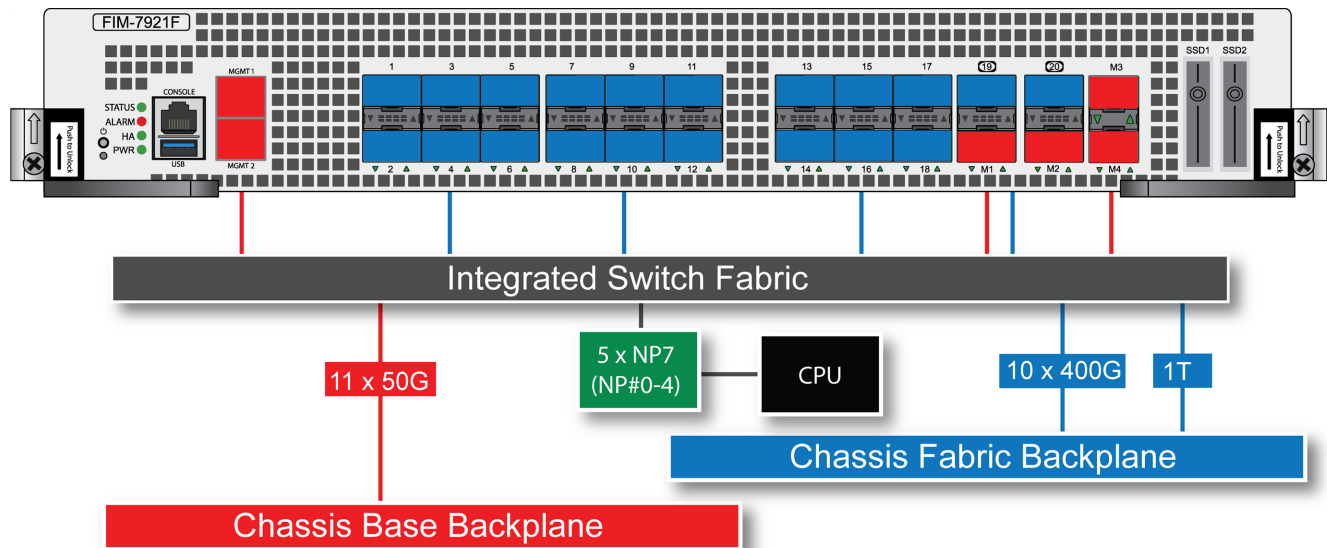 FIM-7921F
MGMT 1
MGMT 2
CONSOLE
USB
STATUS
ALARM
HA
PWR
Push to Unlock
1 3 5 7 9 11 13 15 17 19 20 M3
2 4 6 8 10 12 14 16 18 M1 M2 M4
SSD1 SSD2
Push to Unlock
Integrated Switch Fabric
11 x 50G
5 x NP7
(NP#0-4)
CPU
10 x 400G
1T
Chassis Fabric Backplane
Chassis Base Backplane